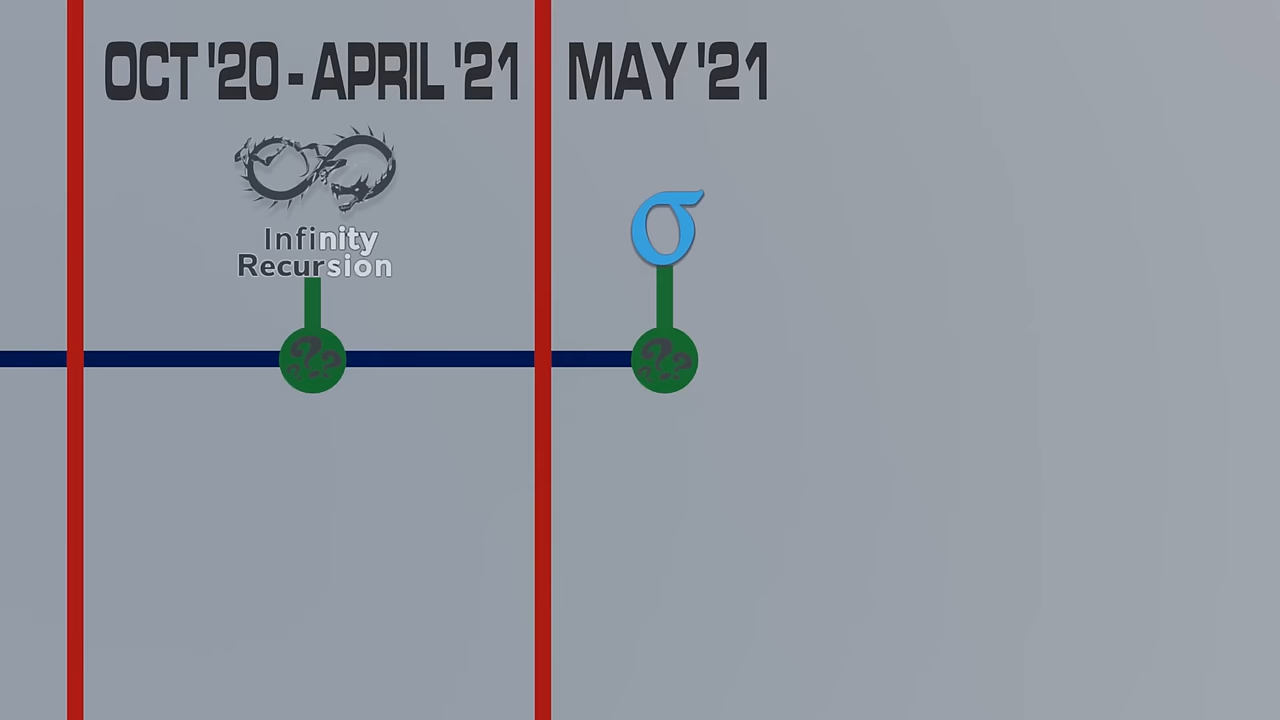 OCT '20 - APRIL '21
MAY '21
Infinity
Recursion
σ
???
???